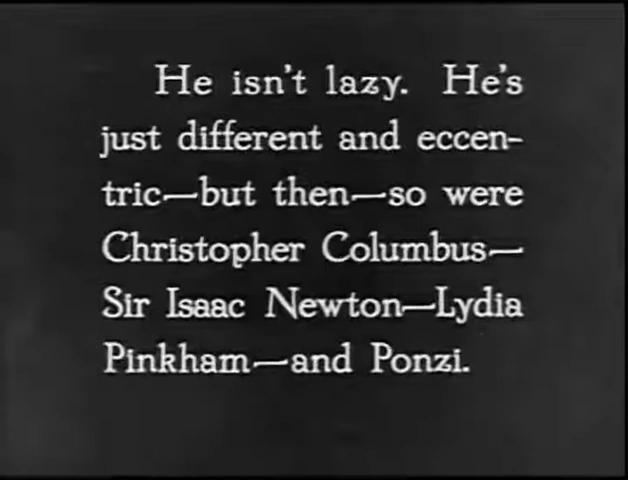 He isn't lazy. He's
just different and eccen-
tric—but then—so were
Christopher Columbus—
Sir Isaac Newton—Lydia
Pinkham—and Ponzi.